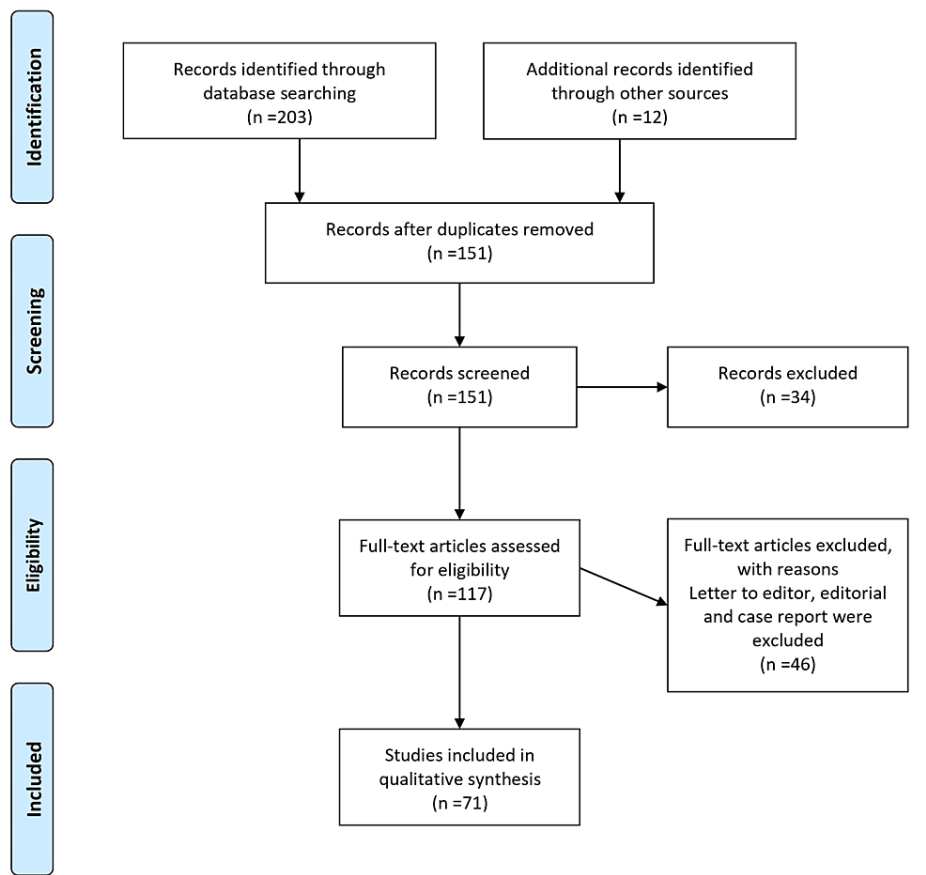 Identification
Records identified through
database searching
(n =203)
Additional records identified
through other sources
(n =12)
Records after duplicates removed
(n =151)
Screening
Records screened
(n =151)
Records excluded
(n =34)
Eligibility
Full-text articles assessed
for eligibility
(n =117)
Full-text articles excluded,
with reasons
Letter to editor, editorial
and case report were
excluded
(n =46)
Included
Studies included in
qualitative synthesis
(n =71)